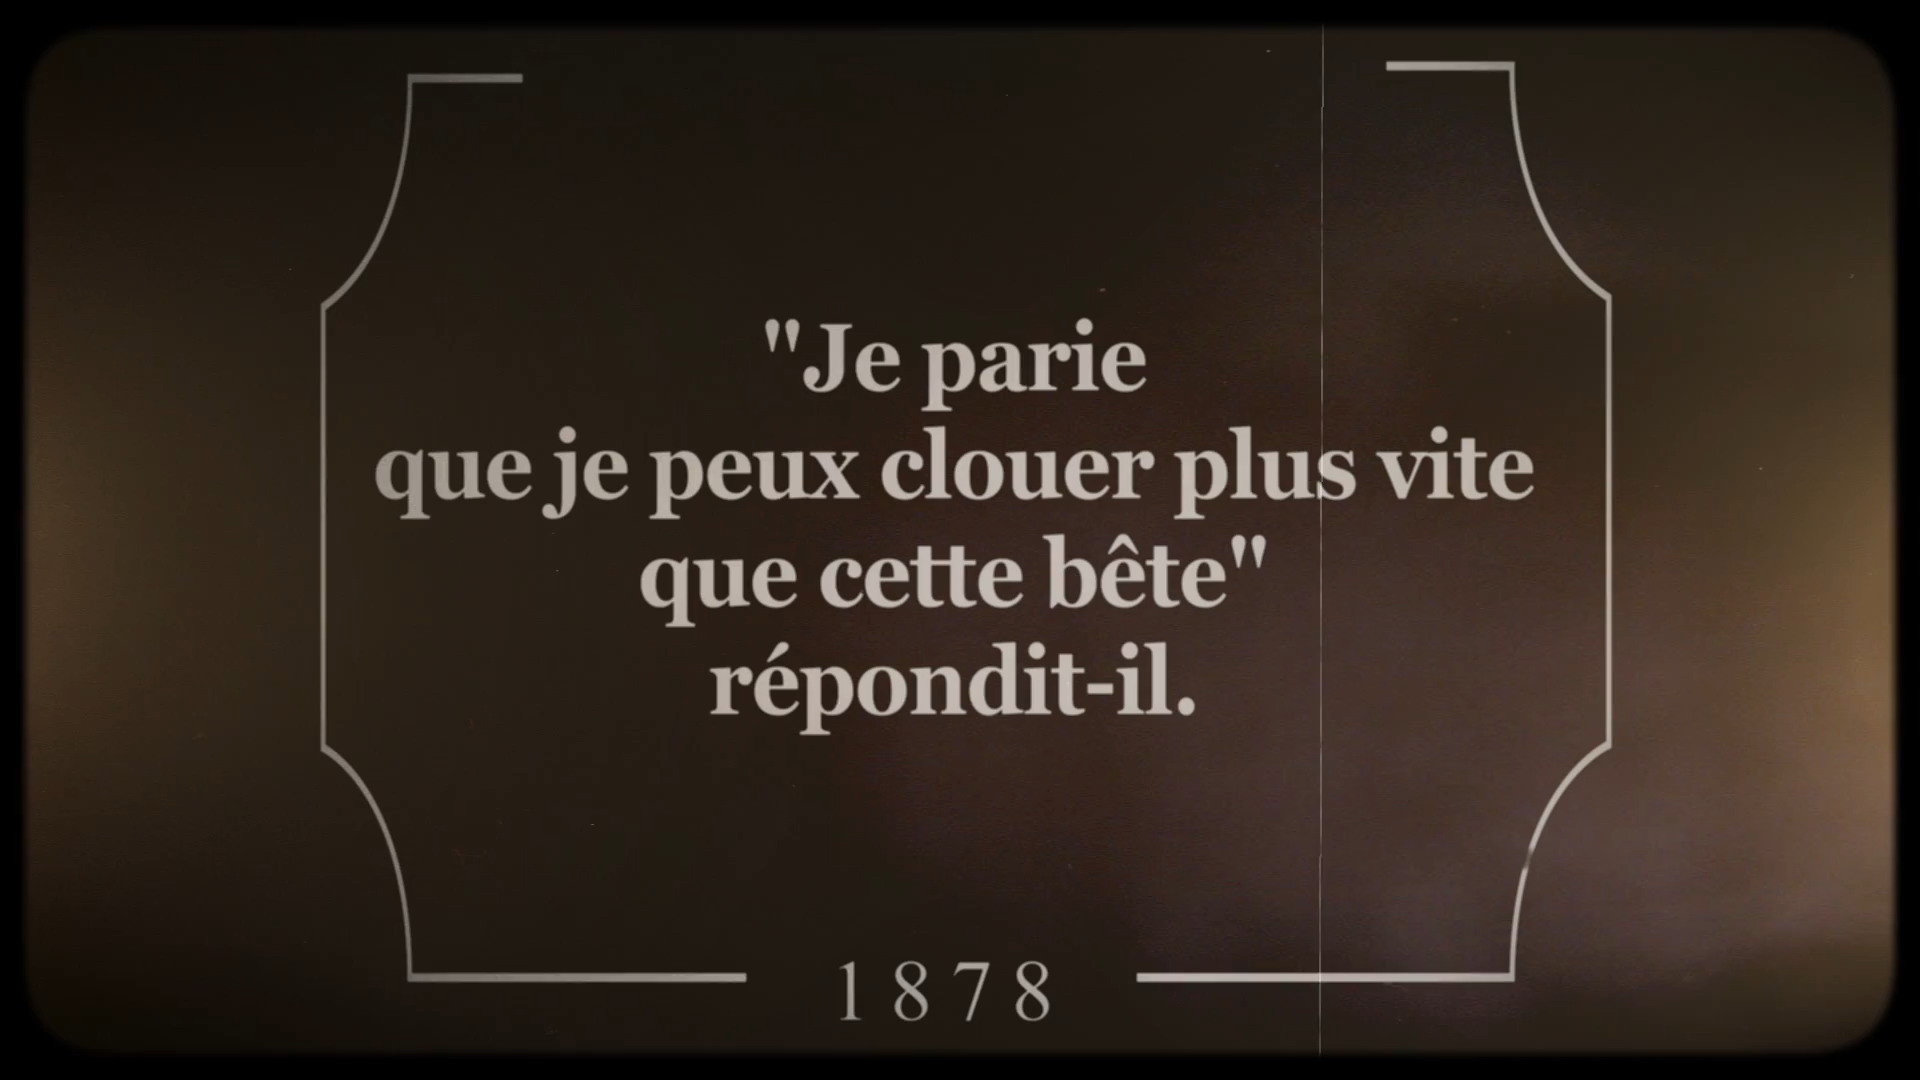 "Je parie
que je peux clouer plus vite
que cette bête"
répondit-il.
1878